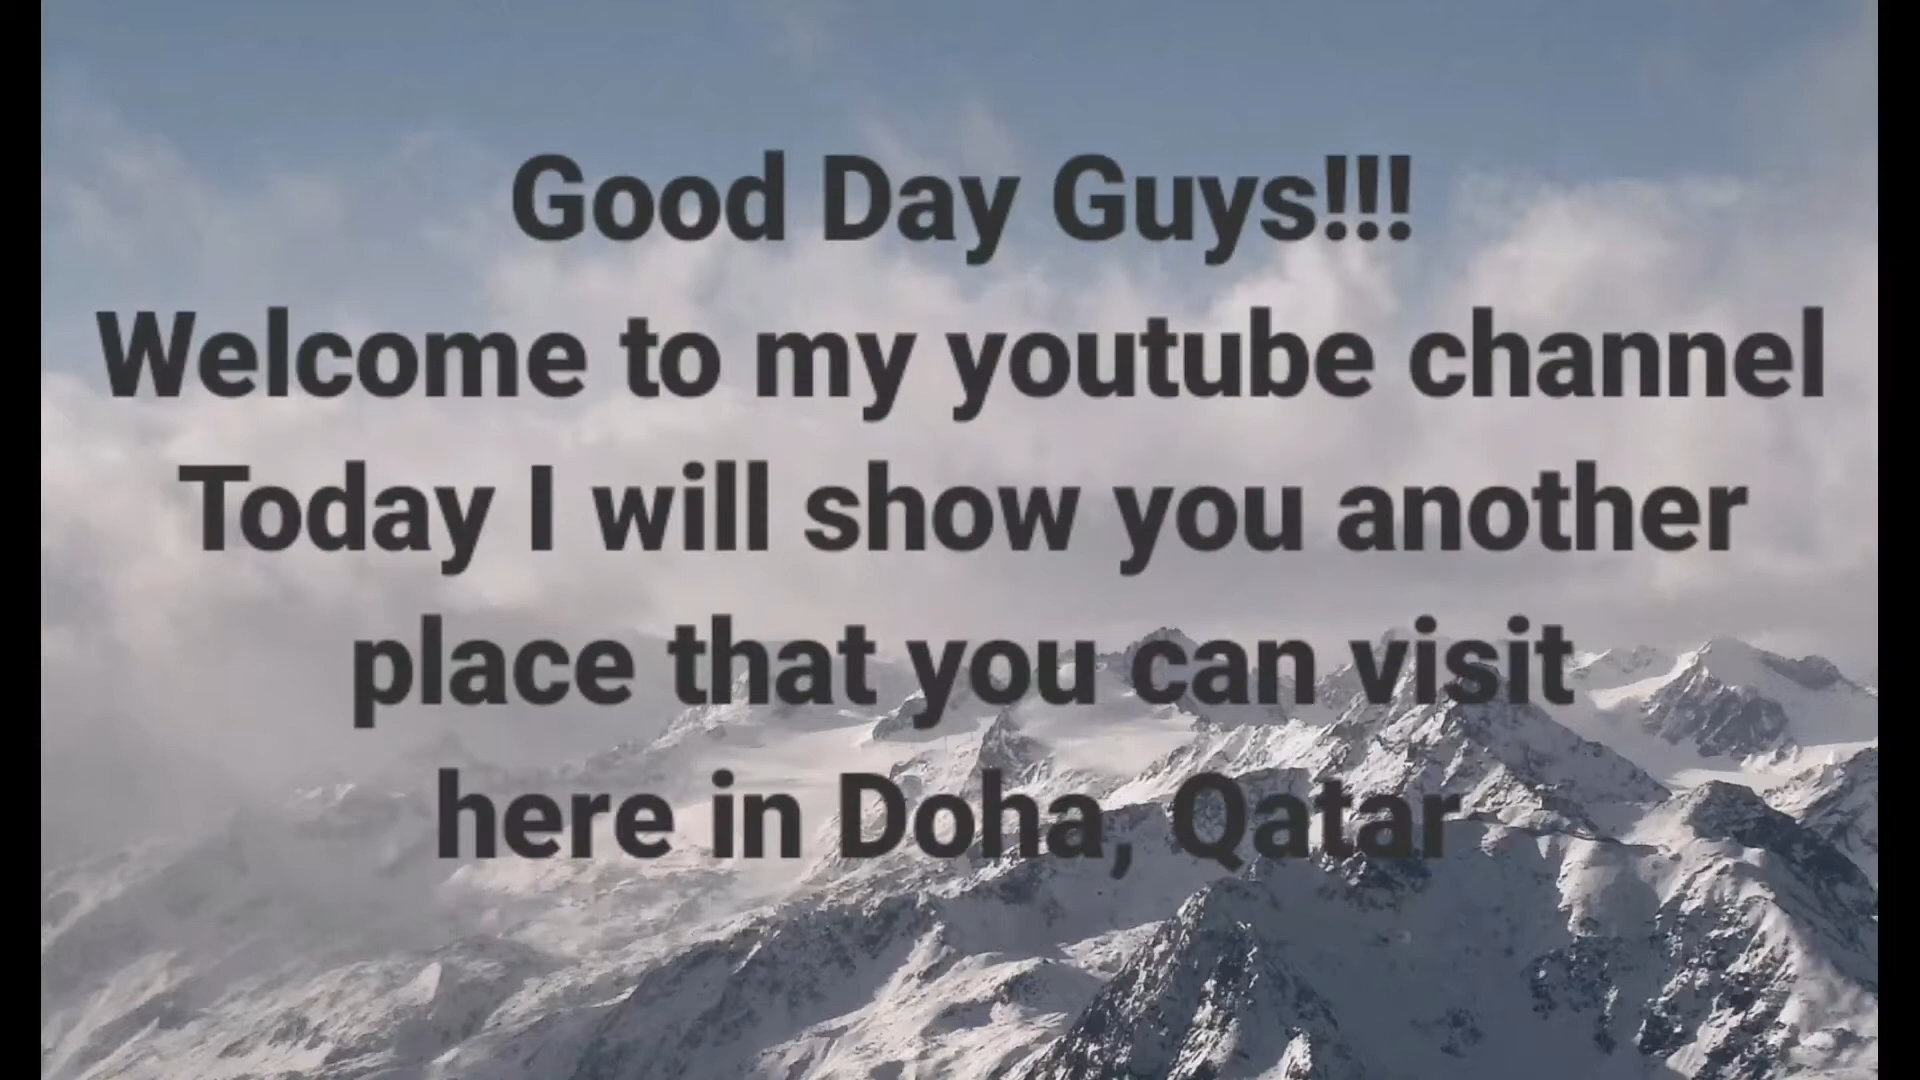 Good Day Guys!!!
Welcome to my youtube channel
Today I will show you another
place that you can visit
here in Doha, Qatar